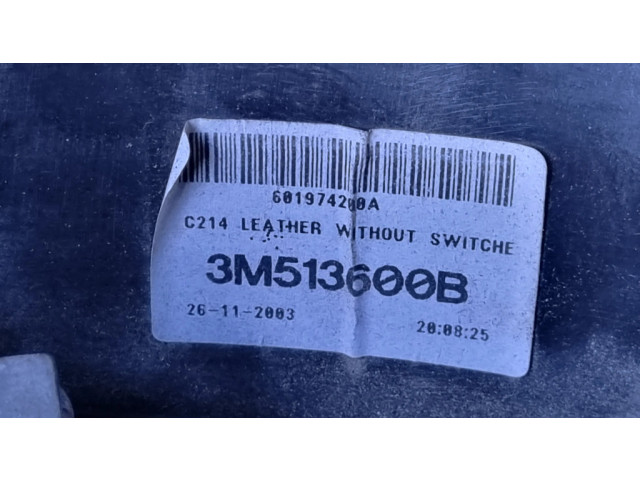 601974200A
C214 LEATHER WITHOUT SWITCHE
3M513600B
26-11-2003
20:08:25